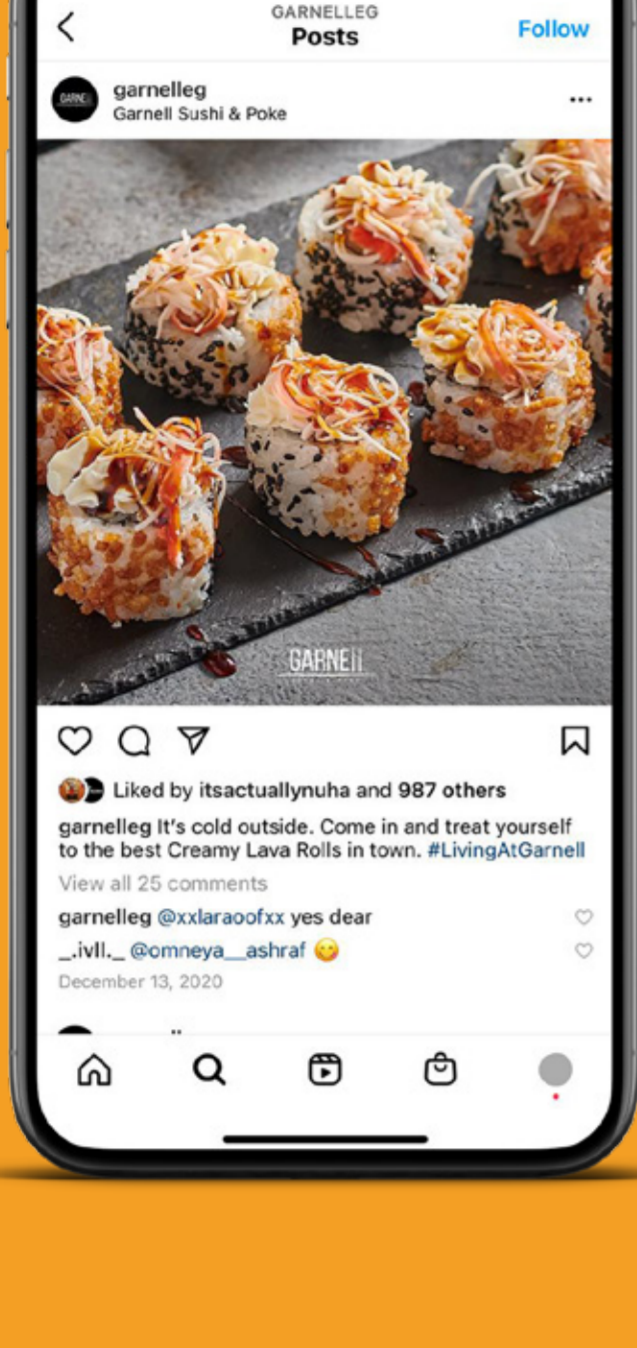 GARNELLEG
Posts
Follow
garnelleg
Garnell Sushi & Poke
GARNEll
Liked by itsactuallynuha and 987 others
garnelleg It's cold outside. Come in and treat yourself
to the best Creamy Lava Rolls in town. #LivingAtGarnell
View all 25 comments
garnelleg @xxlaraoofxx yes dear
_.ivll._ @omneya__ashraf 😋
December 13, 2020